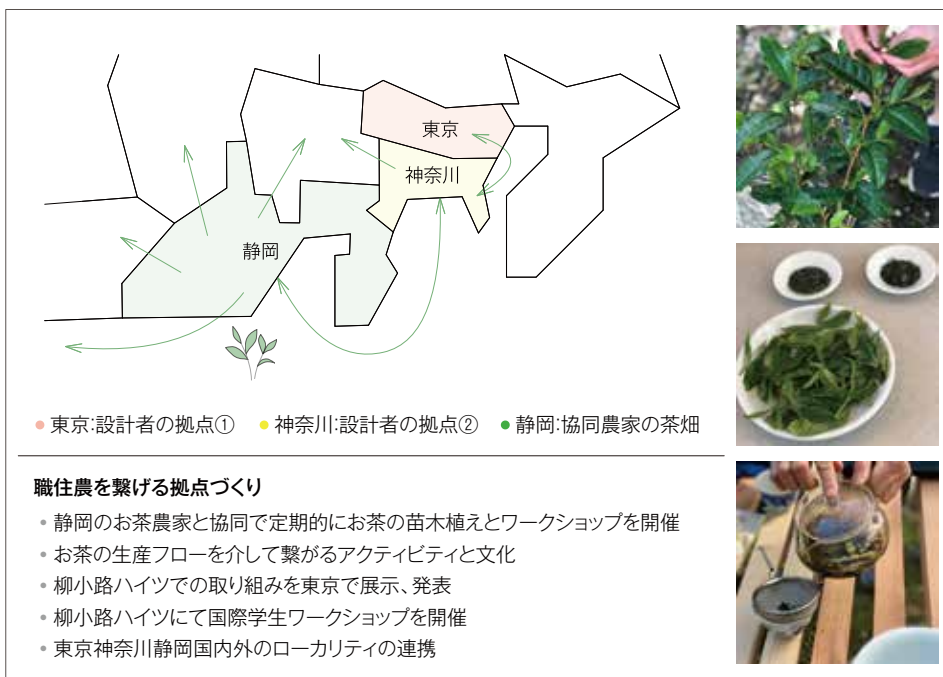 東京
神奈川
静岡
東京:設計者の拠点① 神奈川:設計者の拠点② 静岡:協同農家の茶畑
職住農を繋げる拠点づくり
• 静岡のお茶農家と協同で定期的にお茶の苗木植えとワークショップを開催
• お茶の生産フローを介して繋がるアクティビティと文化
• 柳小路ハイツでの取り組みを東京で展示、発表
• 柳小路ハイツにて国際学生ワークショップを開催
• 東京神奈川静岡国内外のローカリティの連携